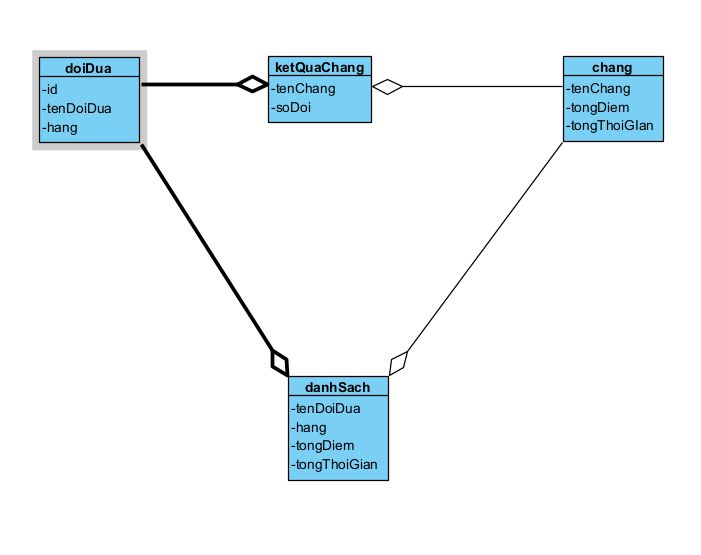 doiDua
-id
-tenDoiDua
-hang
ketQuaChang
-tenChang
-soDoi
chang
-tenChang
-tongDiem
-tongThoiGIan
danhSach
-tenDoiDua
-hang
-tongDiem
-tongThoiGian